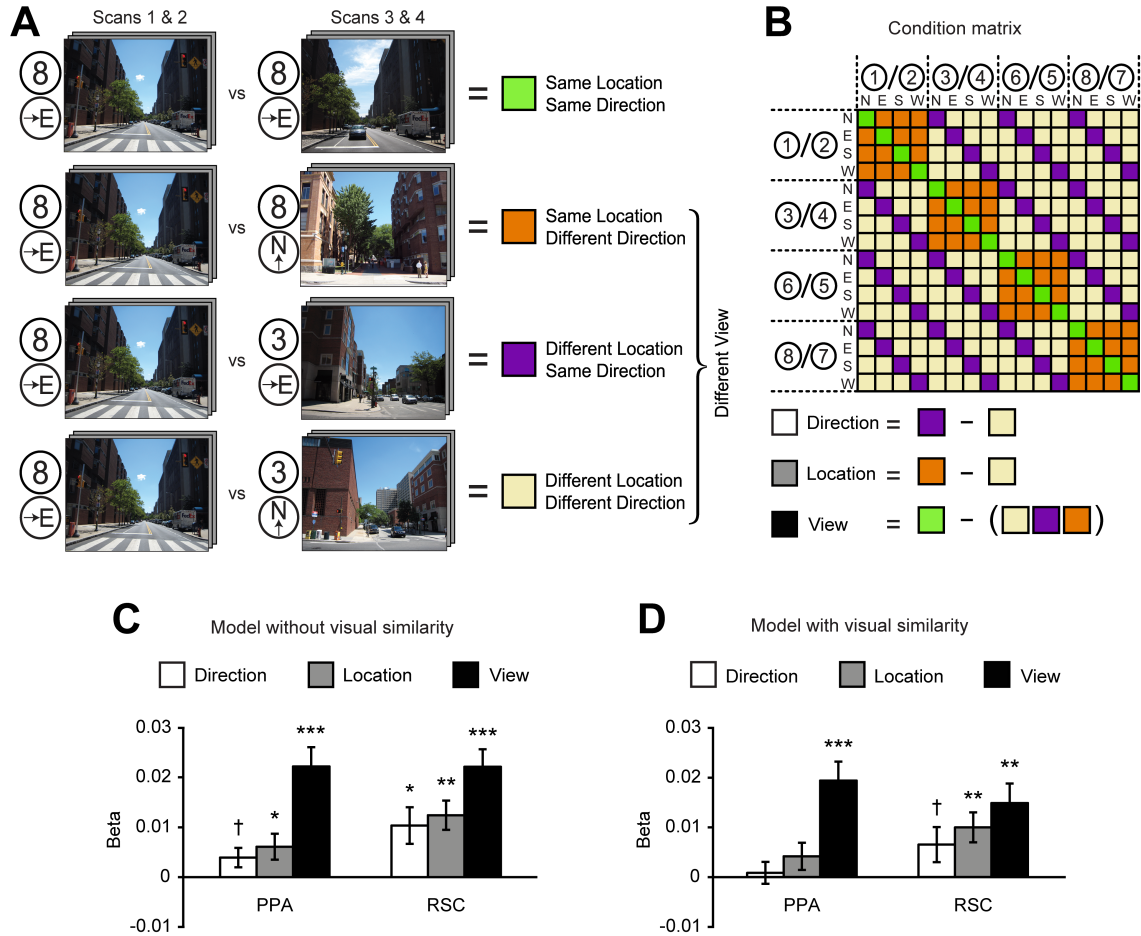 A
Scans 1 & 2
Scans 3 & 4
8
→E
vs
8
→E
=
Same Location
Same Direction
FedEx
8
→E
vs
8
N
↑
=
Same Location
Different Direction
8
→E
vs
3
→E
=
Different Location
Same Direction
8
→E
vs
3
N
↑
=
Different Location
Different Direction
Different View
B
Condition matrix
①/② ③/④ ⑥/⑤ ⑧/⑦
N E S W N E S W N E S W N E S W
①/②
N
E
S
W
③/④
N
E
S
W
⑥/⑤
N
E
S
W
⑧/⑦
N
E
S
W
Direction = –
Location = –
View = – ( )
C
Model without visual similarity
Direction Location View
Beta
0.03
0.02
0.01
0
-0.01
† * ***
* ** ***
PPA RSC
D
Model with visual similarity
Direction Location View
Beta
0.03
0.02
0.01
0
-0.01
***
† ** **
PPA RSC